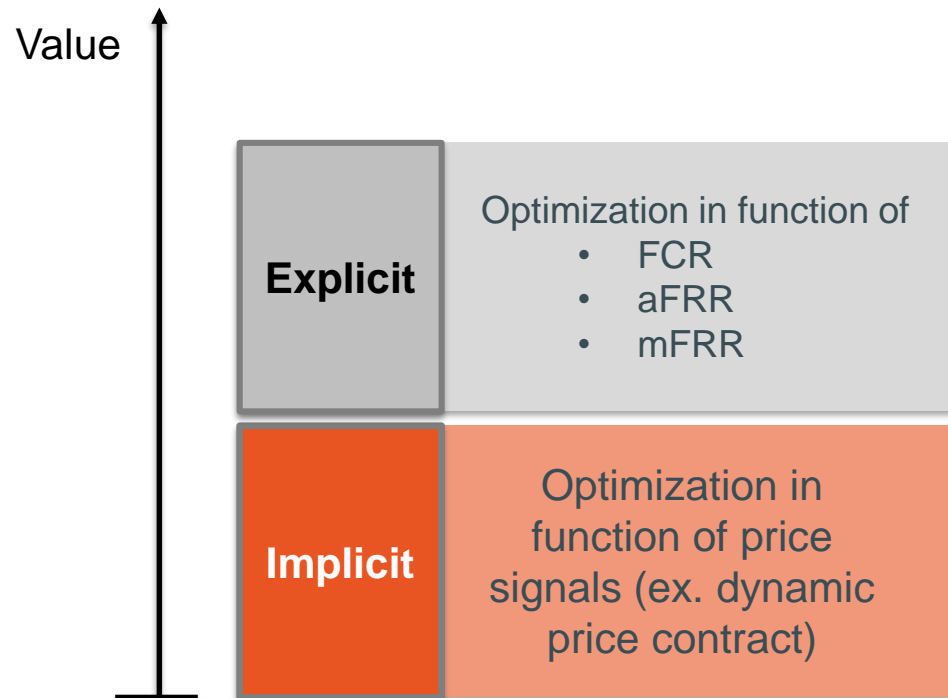 Value
Explicit
Optimization in function of
• FCR
• aFRR
• mFRR
Implicit
Optimization in
function of price
signals (ex. dynamic
price contract)